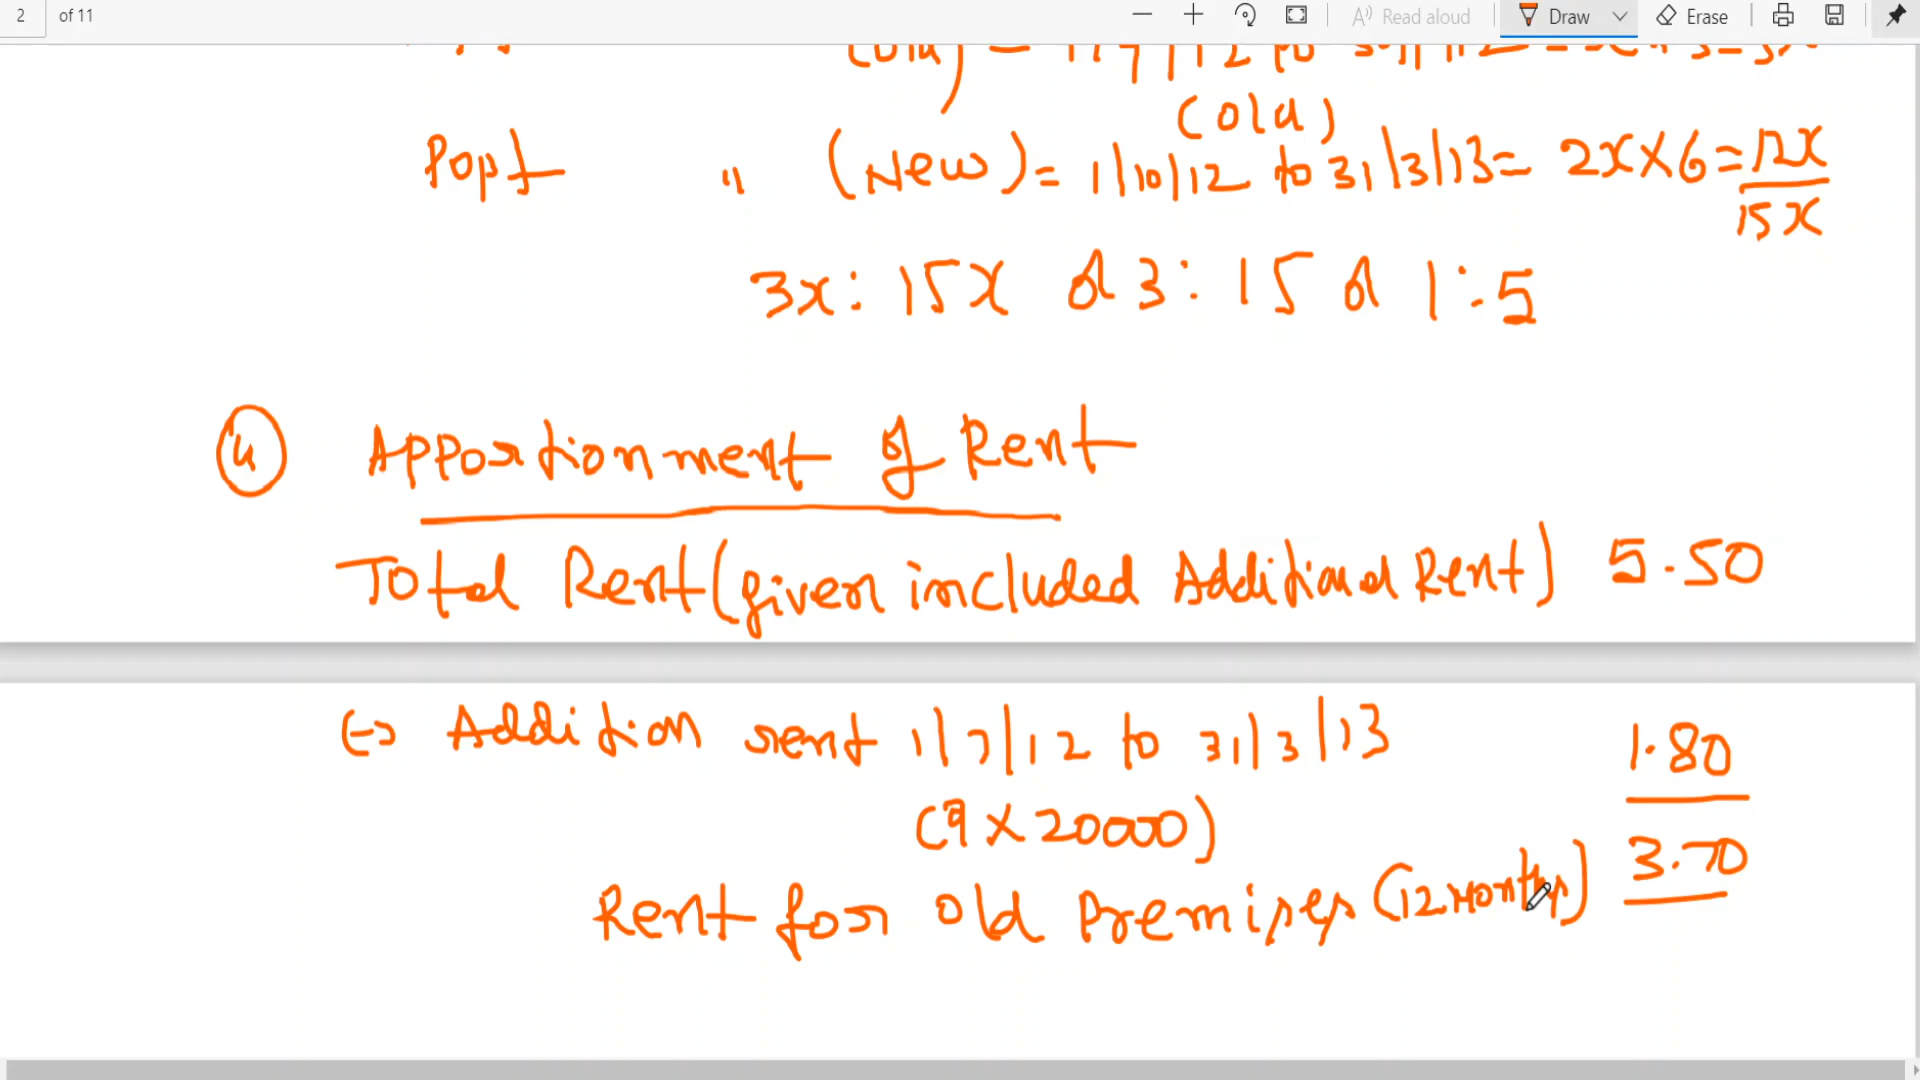 2 of 11 Read aloud Draw Erase
(Old)
PopT " (New) = 1/10/12 to 31/3/13 = 2x X 6 = 12x
15x
3x : 15x or 3 : 15 or 1 : 5
4 Apportionment of Rent
Total Rent (given included Additional Rent) 5.50
(-) Addition rent 1/7/12 to 31/3/13 1.80
(9 X 20000)
Rent for old Premises (12 Months) 3.70